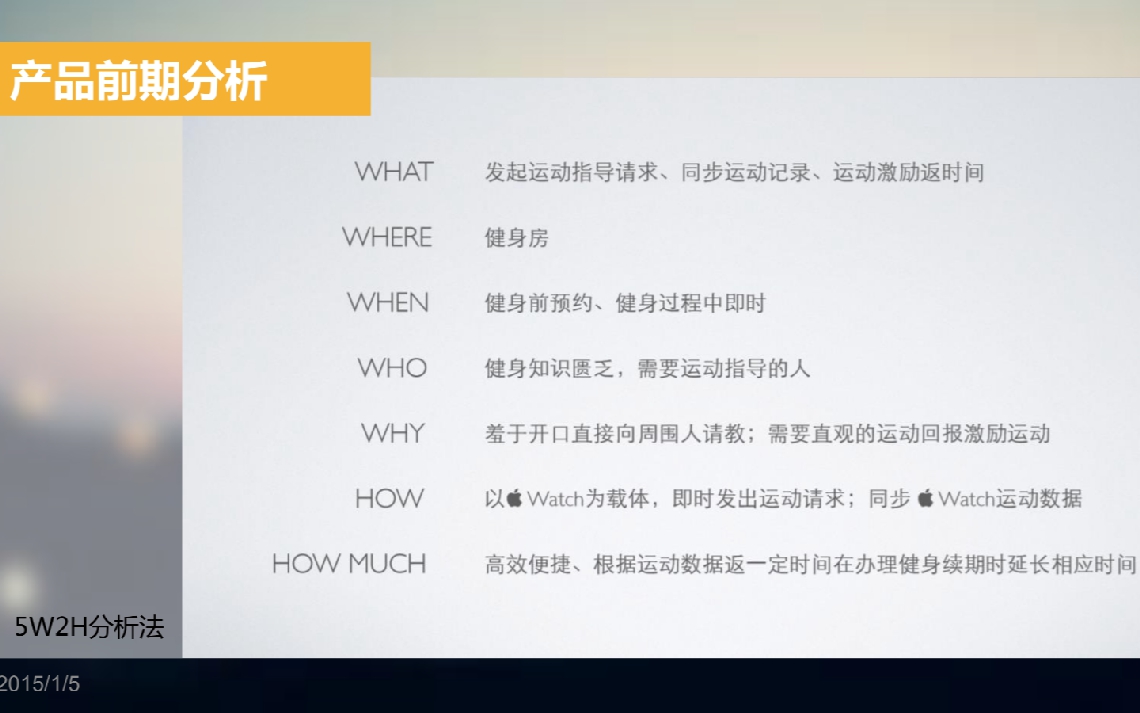 产品前期分析
WHAT 发起运动指导请求、同步运动记录、运动激励返时间
WHERE 健身房
WHEN 健身前预约、健身过程中即时
WHO 健身知识匮乏，需要运动指导的人
WHY 羞于开口直接向周围人请教；需要直观的运动回报激励运动
HOW 以 Watch为载体，即时发出运动请求；同步 Watch运动数据
HOW MUCH 高效便捷、根据运动数据返一定时间在办理健身续期时延长相应时间
5W2H分析法
2015/1/5